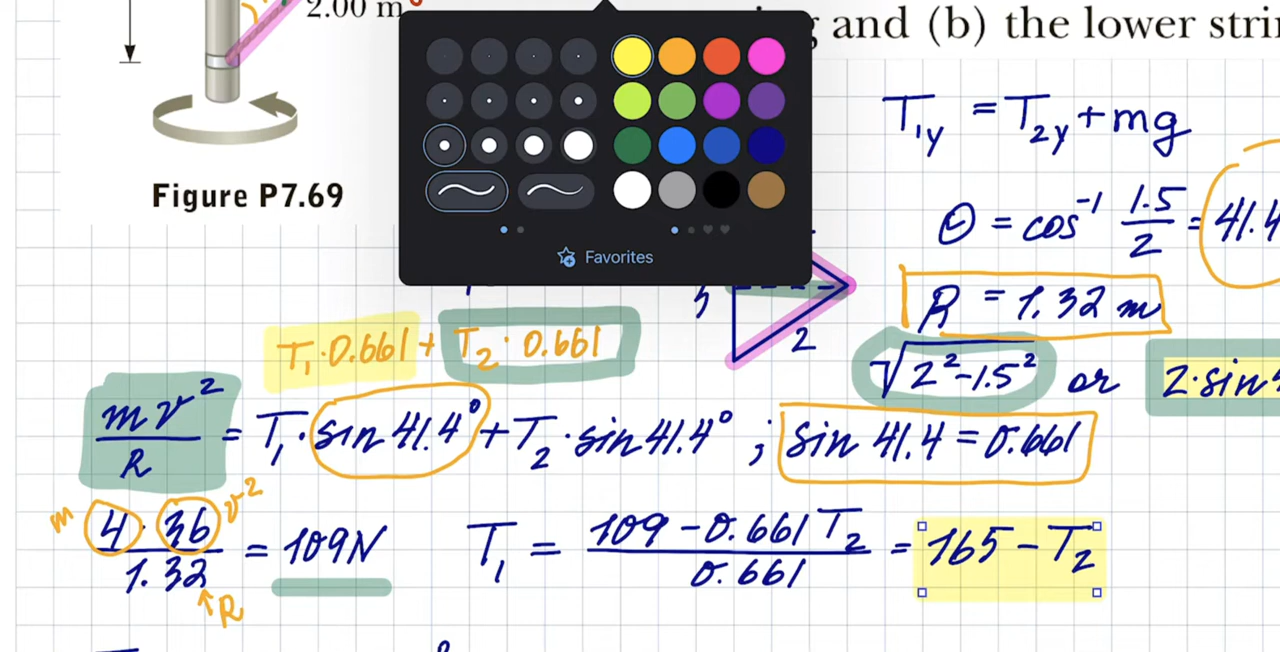 2.00 m
g and (b) the lower stri
T₁y = T₂y + mg
Figure P7.69
θ = cos⁻¹ 1.5/2 = 41.4
Favorites
R = 1.32 m
2
T₁·0.661 + T₂·0.661
√2²-1.5² or 2·sin
mv²/R = T₁·sin 41.4° + T₂·sin 41.4° ; sin 41.4 = 0.661
m 4·36 v²/1.32 = 109N T₁ = 109 - 0.661 T₂/0.661 = 165 - T₂
↑R